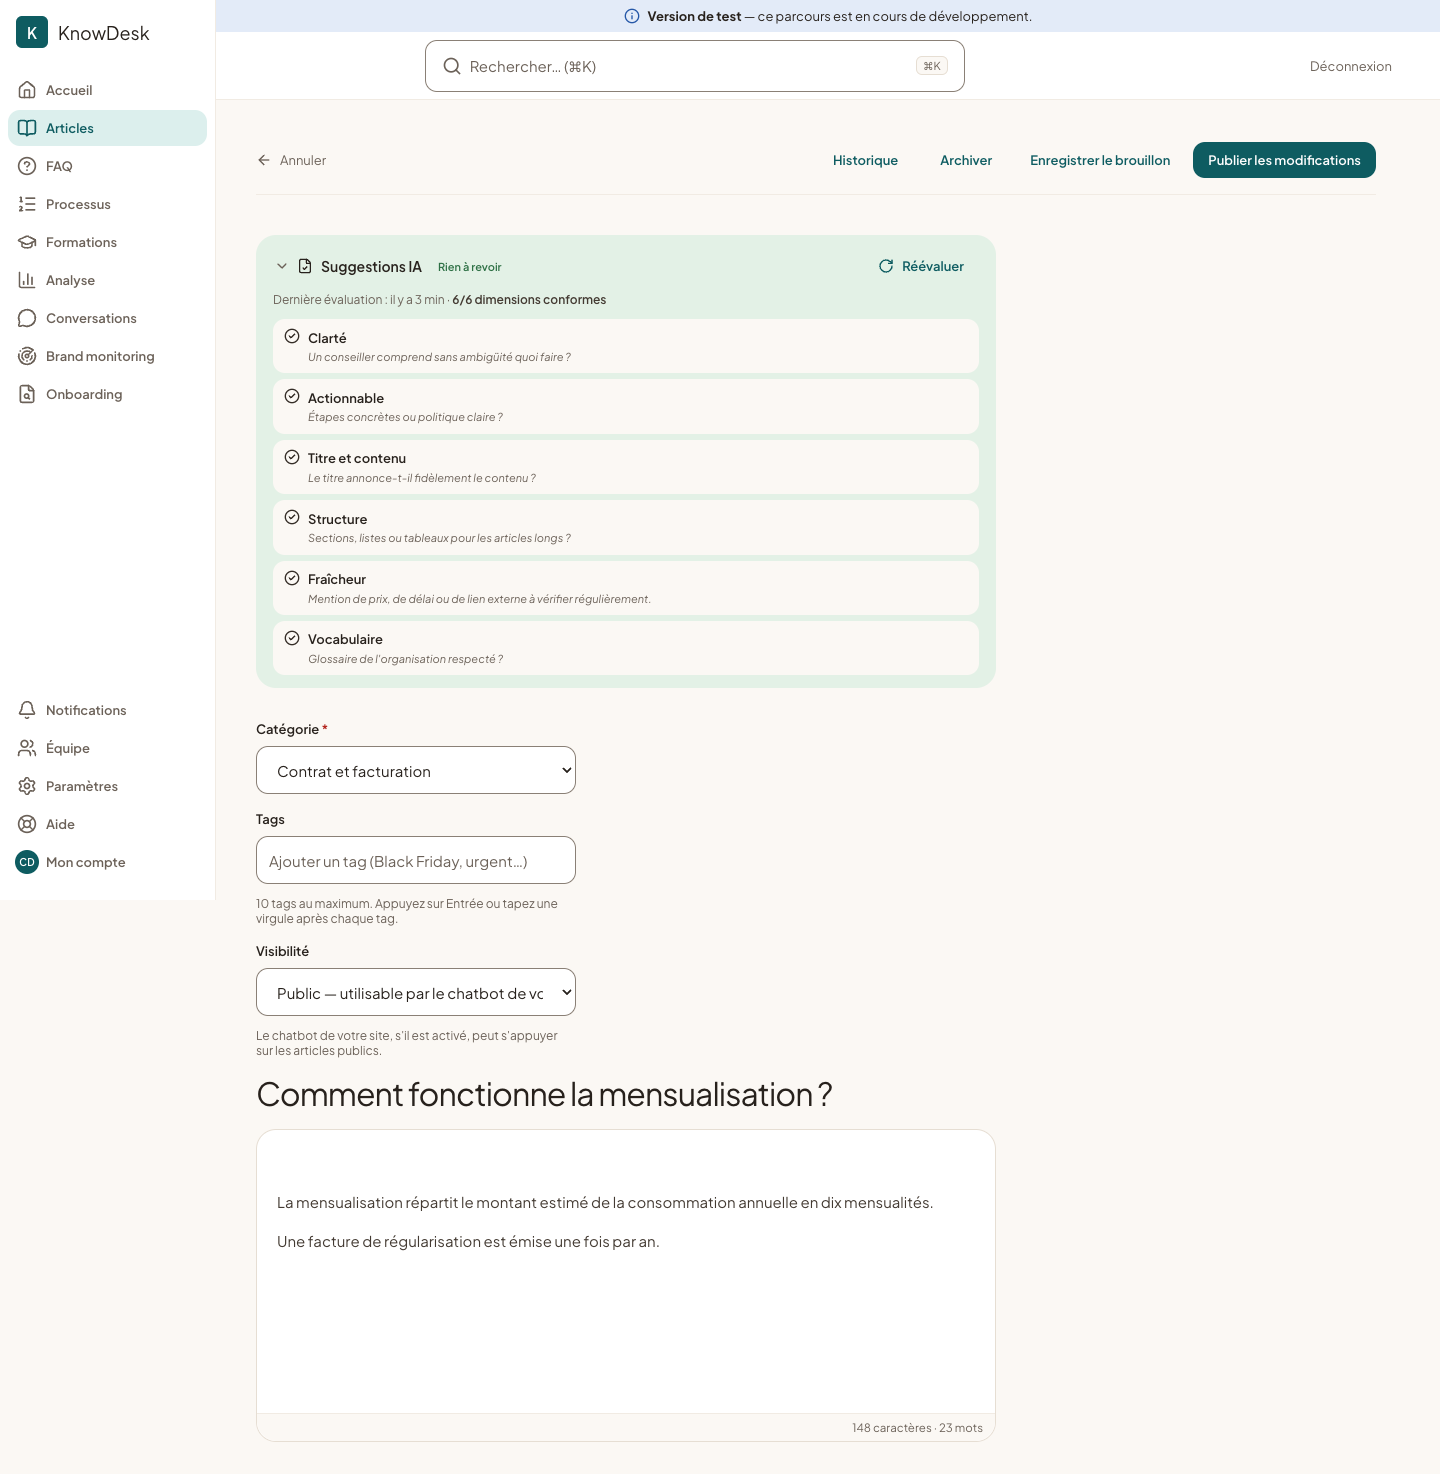 K KnowDesk
Accueil
Articles
FAQ
Processus
Formations
Analyse
Conversations
Brand monitoring
Onboarding
Notifications
Équipe
Paramètres
Aide
CD Mon compte
Version de test — ce parcours est en cours de développement.
Rechercher... (⌘K) ⌘K
Déconnexion
Annuler
Historique Archiver Enregistrer le brouillon Publier les modifications
Suggestions IA Rien à revoir Réévaluer
Dernière évaluation : il y a 3 min · 6/6 dimensions conformes
Clarté
Un conseiller comprend sans ambigüité quoi faire ?
Actionnable
Étapes concrètes ou politique claire ?
Titre et contenu
Le titre annonce-t-il fidèlement le contenu ?
Structure
Sections, listes ou tableaux pour les articles longs ?
Fraîcheur
Mention de prix, de délai ou de lien externe à vérifier régulièrement.
Vocabulaire
Glossaire de l'organisation respecté ?
Catégorie *
Contrat et facturation
Tags
Ajouter un tag (Black Friday, urgent...)
10 tags au maximum. Appuyez sur Entrée ou tapez une
virgule après chaque tag.
Visibilité
Public — utilisable par le chatbot de vo
Le chatbot de votre site, s'il est activé, peut s'appuyer
sur les articles publics.
Comment fonctionne la mensualisation ?
La mensualisation répartit le montant estimé de la consommation annuelle en dix mensualités.
Une facture de régularisation est émise une fois par an.
148 caractères · 23 mots